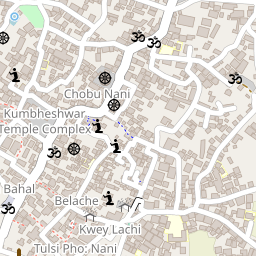 Chobu Nani
Kumbheshwar
Temple Complex
Bahal
Belache
Kwey Lachi
Tulsi Pho: Nani